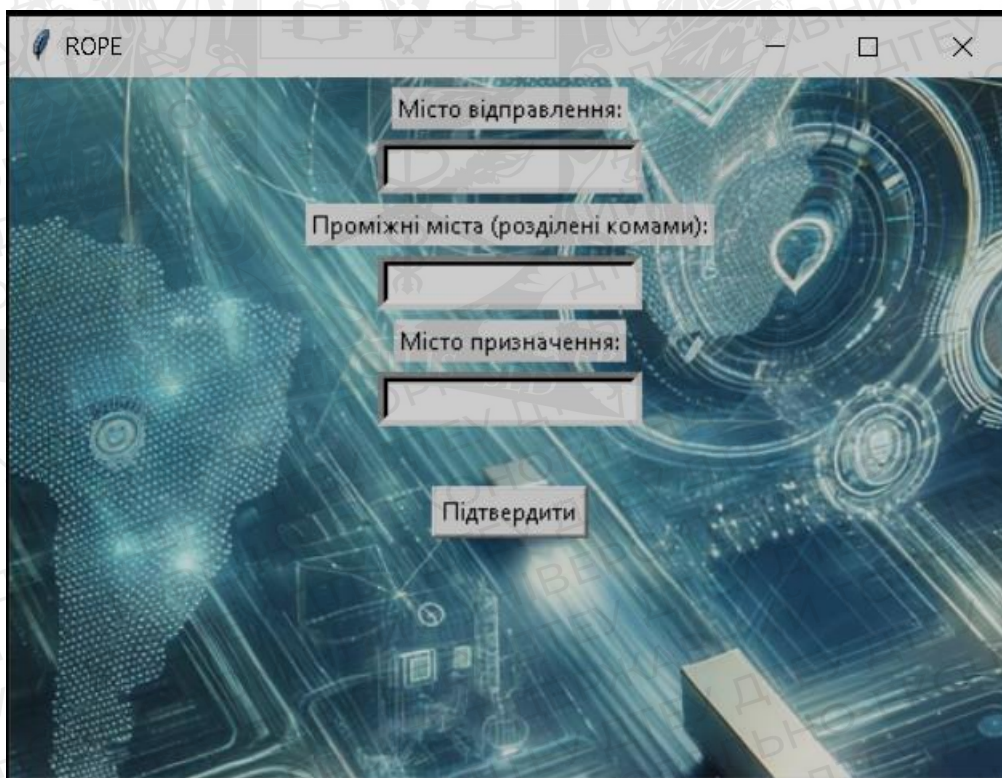 ROPE
Місто відправлення:
Проміжні міста (розділені комами):
Місто призначення:
Підтвердити